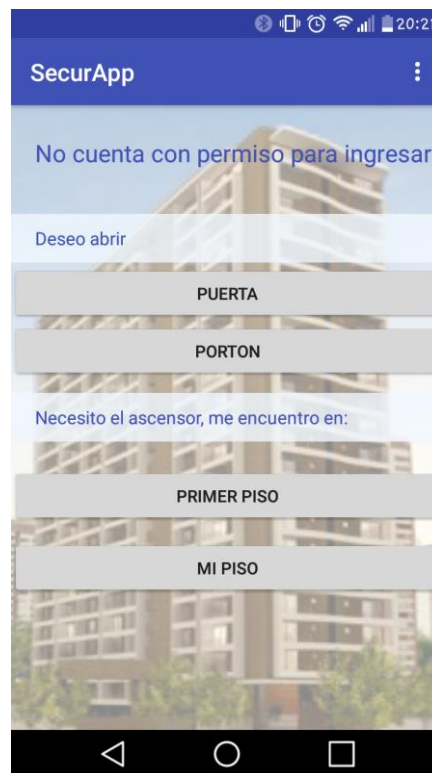 20:21
SecurApp
No cuenta con permiso para ingresar
Deseo abrir
PUERTA
PORTON
Necesito el ascensor, me encuentro en:
PRIMER PISO
MI PISO